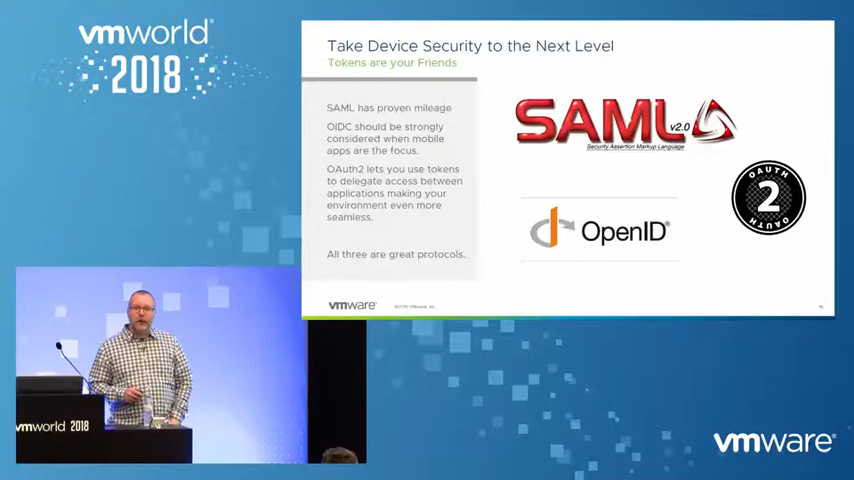 vmworld®
2018
Take Device Security to the Next Level
Tokens are your Friends
SAML has proven mileage
OIDC should be strongly
considered when mobile
apps are the focus.
OAuth2 lets you use tokens
to delegate access between
applications making your
environment even more
seamless.
All three are great protocols.
SAML v2.0
Security Assertion Markup Language
OAUTH
2
OAUTH
OpenID®
vmware®
vmworld 2018
vmware®